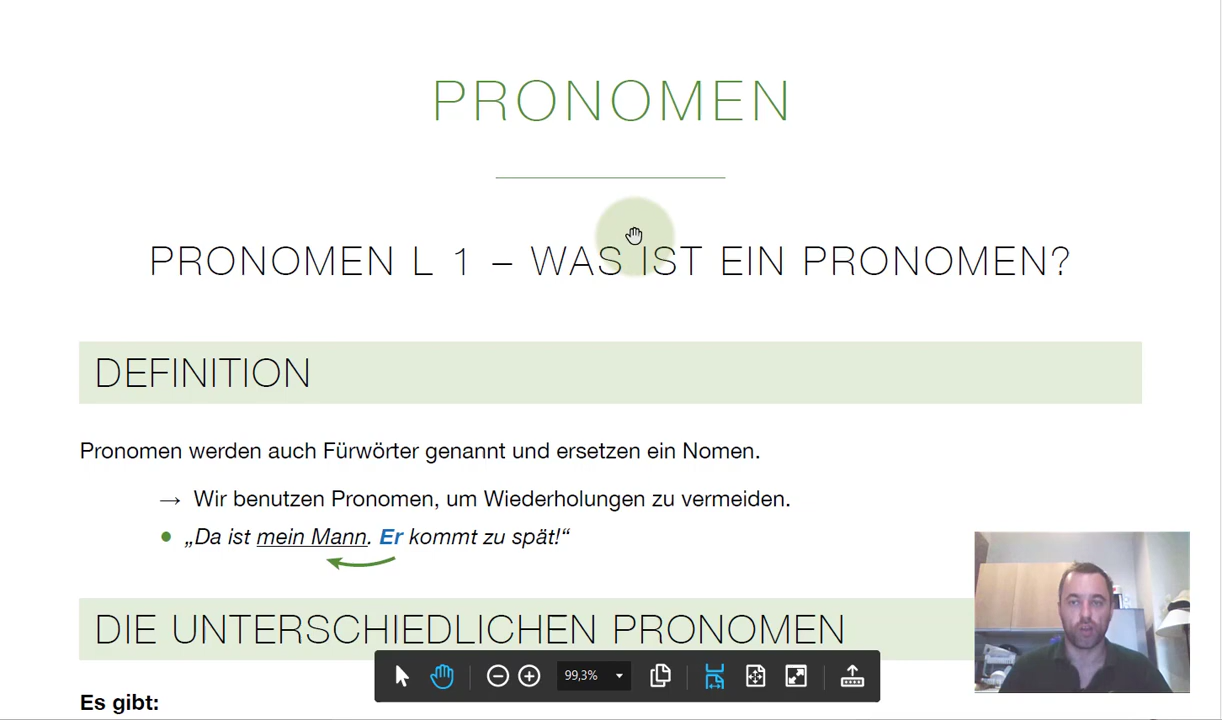 PRONOMEN
PRONOMEN L 1 – WAS IST EIN PRONOMEN?
DEFINITION
Pronomen werden auch Fürwörter genannt und ersetzen ein Nomen.
→ Wir benutzen Pronomen, um Wiederholungen zu vermeiden.
• „Da ist mein Mann. Er kommt zu spät!“
DIE UNTERSCHIEDLICHEN PRONOMEN
99,3%
Es gibt: